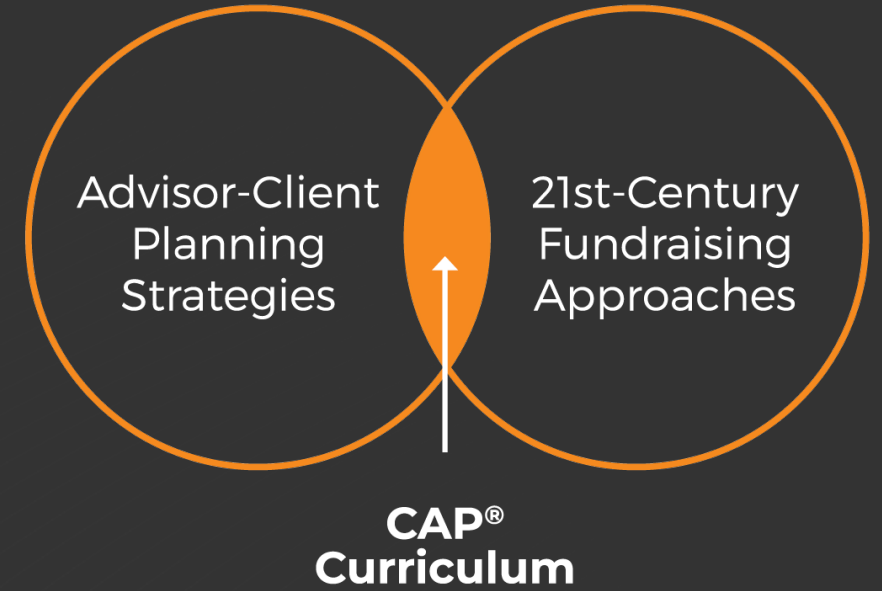 Advisor-Client
Planning
Strategies
21st-Century
Fundraising
Approaches
CAP®
Curriculum